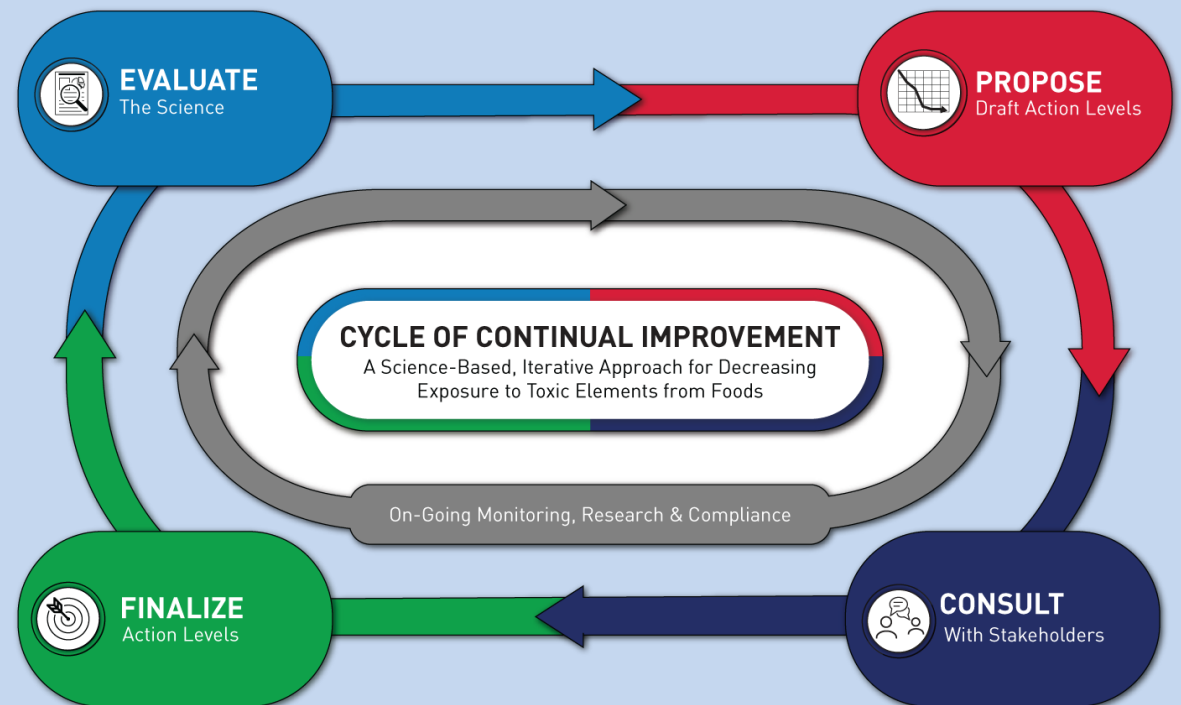 EVALUATE
The Science
PROPOSE
Draft Action Levels
CYCLE OF CONTINUAL IMPROVEMENT
A Science-Based, Iterative Approach for Decreasing
Exposure to Toxic Elements from Foods
On-Going Monitoring, Research & Compliance
FINALIZE
Action Levels
CONSULT
With Stakeholders